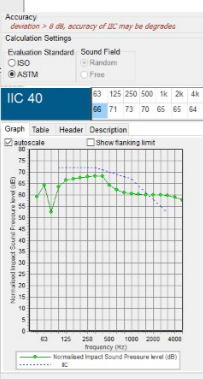 Accuracy
deviation > 8 dB, accuracy of IIC may be degrades
Calculation Settings
Evaluation Standard Sound Field
ISO Random
ASTM Free
IIC 40
63 125 250 500 1k 2k 4k
66 71 73 70 65 65 64
Graph Table Header Description
autoscale Show flanking limit
Normalised Impact Sound Pressure level (dB)
80
75
70
65
60
55
50
45
40
35
30
25
20
15
10
5
0
63 125 250 500 1000 2000 4000
frequency (Hz)
Normalised Impact Sound Pressure level (dB)
IIC